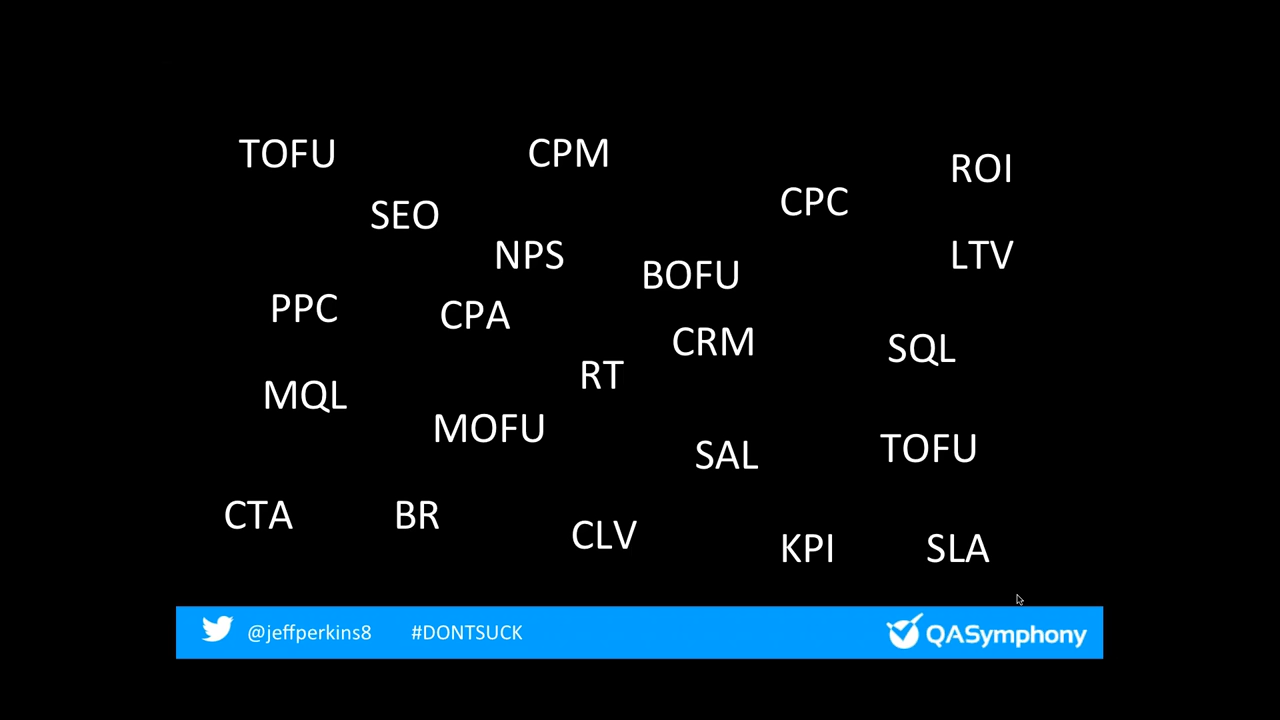 TOFU
CPM
ROI
CPC
SEO
NPS
LTV
BOFU
PPC
CPA
CRM
SQL
RT
MQL
MOFU
SAL
TOFU
CTA
BR
CLV
KPI
SLA
@jeffperkins8 #DONTSUCK QASymphony